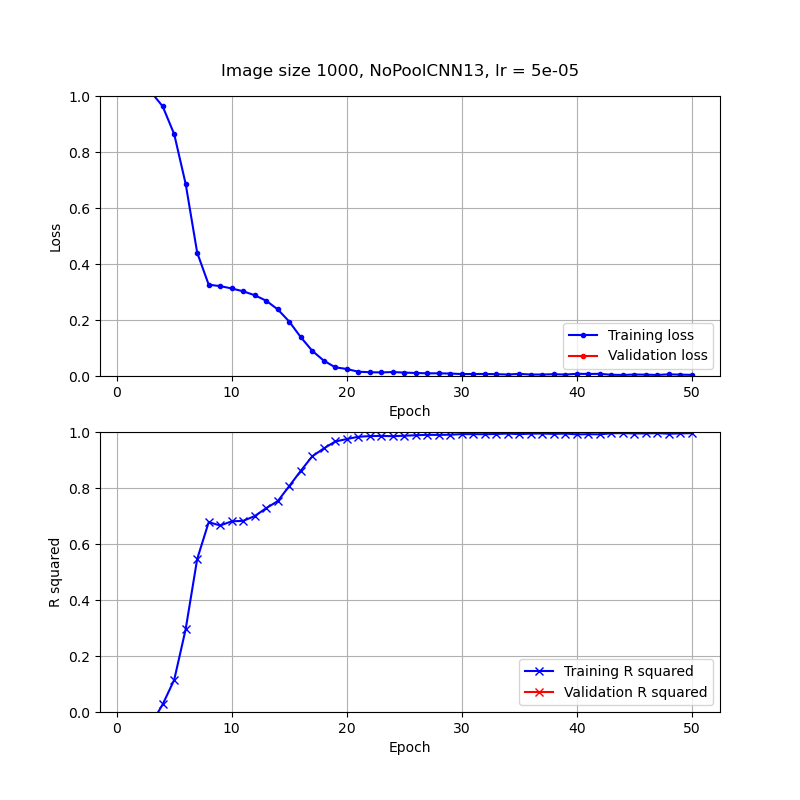 Image size 1000, NoPoolCNN13, lr = 5e-05
1.0
0.8
0.6
0.4
0.2
0.0
Loss
Training loss
Validation loss
0 10 20 30 40 50
Epoch
1.0
0.8
0.6
0.4
0.2
0.0
R squared
Training R squared
Validation R squared
0 10 20 30 40 50
Epoch